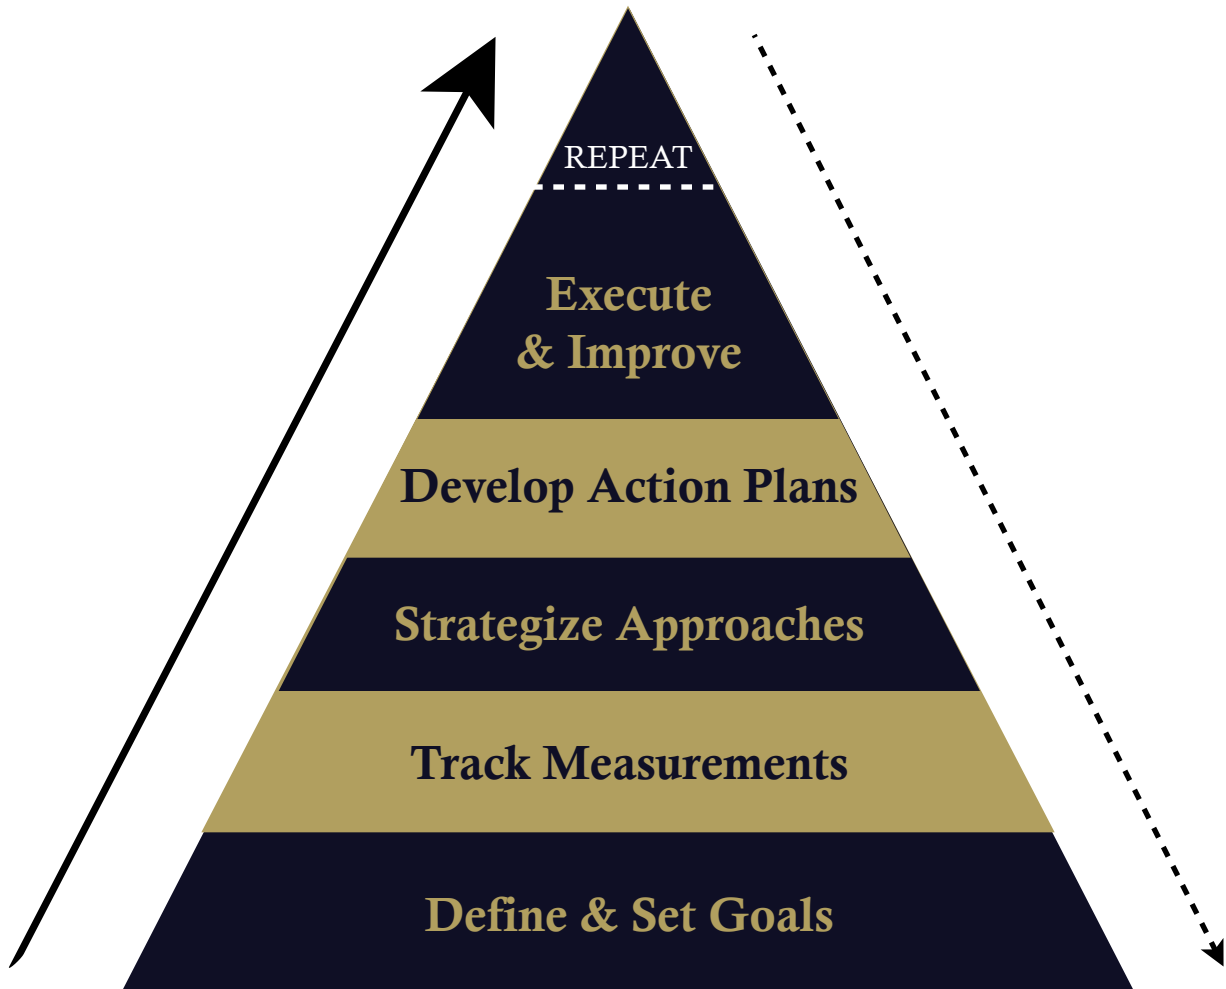 REPEAT
Execute
& Improve
Develop Action Plans
Strategize Approaches
Track Measurements
Define & Set Goals